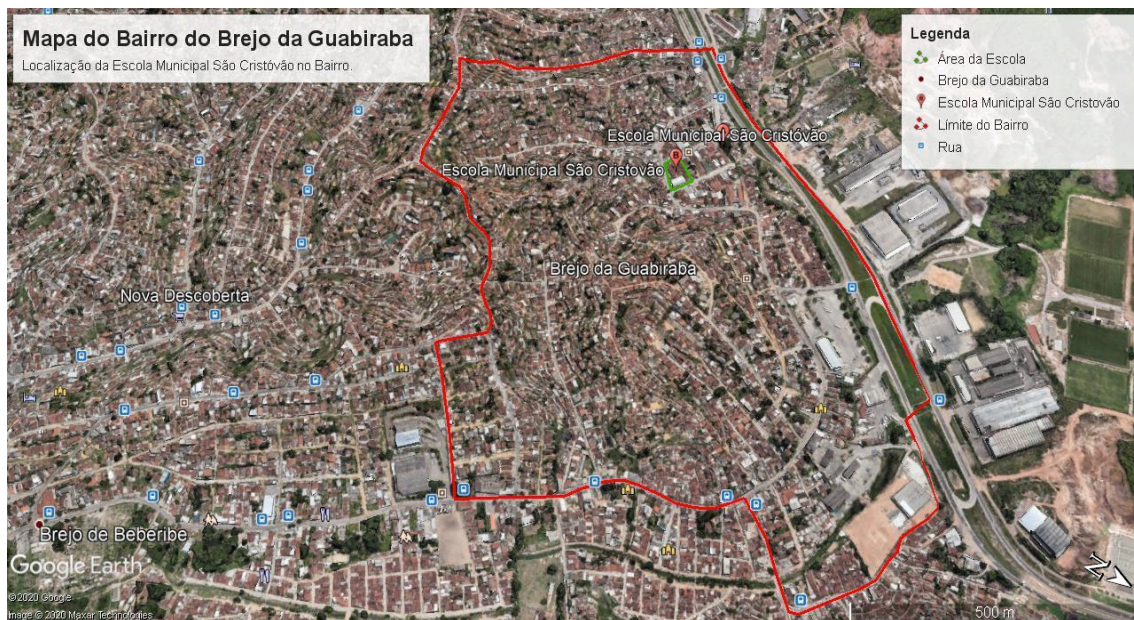 Mapa do Bairro do Brejo da Guabiraba
Localização da Escola Municipal São Cristóvão no Bairro.
Legenda
Área da Escola
Brejo da Guabiraba
Escola Municipal São Cristovão
Límite do Bairro
Rua
Escola Municipal São Cristóvão
Escola Municipal São Cristovão
B
Brejo da Guabiraba
Nova Descoberta
Brejo de Beberibe
Google Earth
©2020 Google
Image © 2020 Maxar Technologies
N
500 m